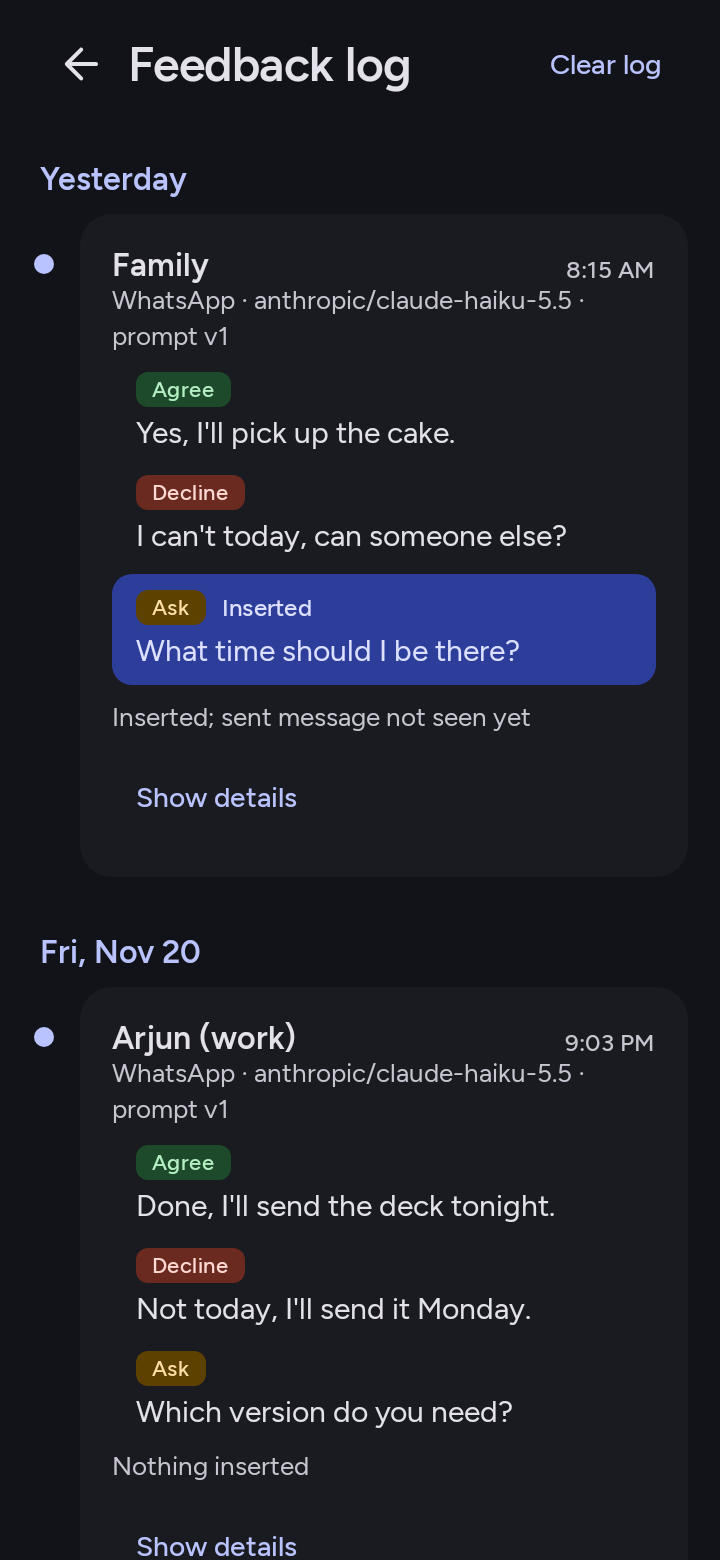 Feedback log
Clear log
Yesterday
Family
8:15 AM
WhatsApp · anthropic/claude-haiku-5.5 ·
prompt v1
Agree
Yes, I'll pick up the cake.
Decline
I can't today, can someone else?
Ask
Inserted
What time should I be there?
Inserted; sent message not seen yet
Show details
Fri, Nov 20
Arjun (work)
9:03 PM
WhatsApp · anthropic/claude-haiku-5.5 ·
prompt v1
Agree
Done, I'll send the deck tonight.
Decline
Not today, I'll send it Monday.
Ask
Which version do you need?
Nothing inserted
Show details